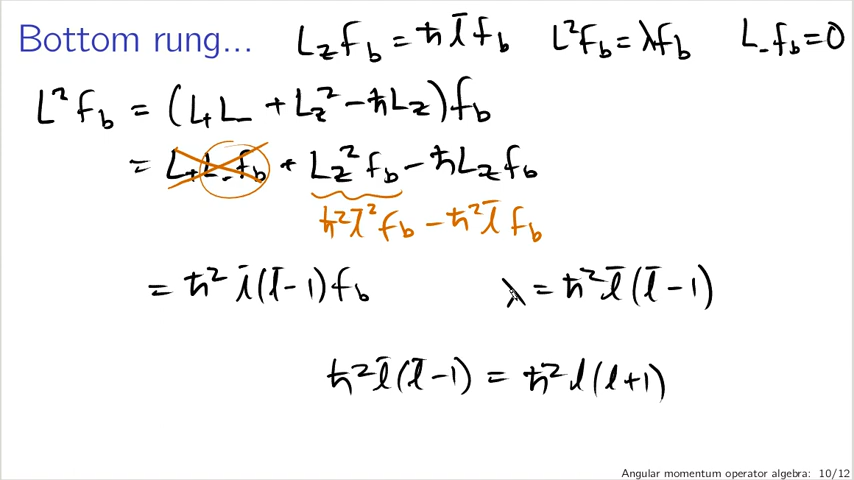 Bottom rung... L_z f_b = ħ l̄ f_b L² f_b = λ f_b L_- f_b = 0
L² f_b = (L_+ L_- + L_z² - ħ L_z) f_b
= L_+ L_- f_b + L_z² f_b - ħ L_z f_b
ħ² l̄² f_b - ħ² l̄ f_b
= ħ² l̄ (l̄ - 1) f_b λ = ħ² l̄ (l̄ - 1)
ħ² l̄ (l̄ - 1) = ħ² l (l + 1)
Angular momentum operator algebra: 10/12